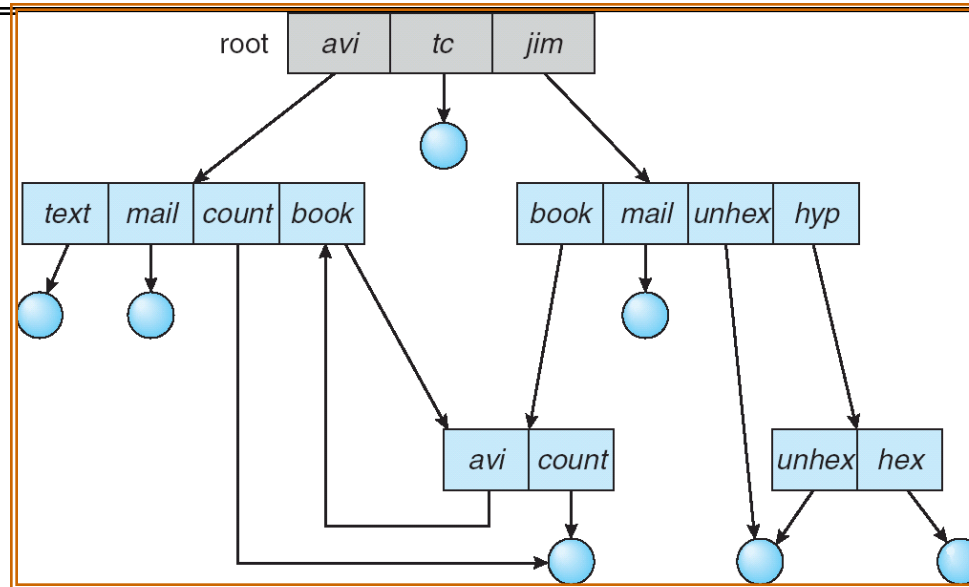 root avi tc jim
text mail count book book mail unhex hyp
avi count unhex hex